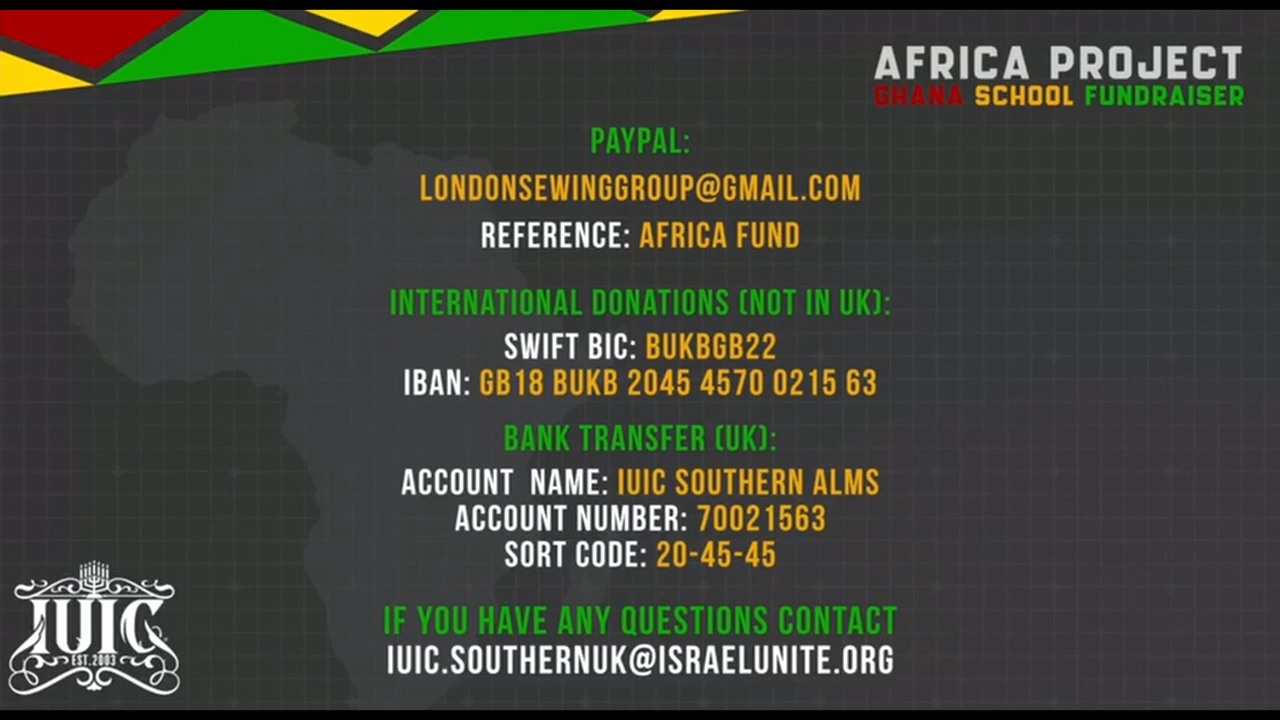 AFRICA PROJECT
GHANA SCHOOL FUNDRAISER
PAYPAL:
LONDONSEWINGGROUP@GMAIL.COM
REFERENCE: AFRICA FUND
INTERNATIONAL DONATIONS (NOT IN UK):
SWIFT BIC: BUKBGB22
IBAN: GB18 BUKB 2045 4570 0215 63
BANK TRANSFER (UK):
ACCOUNT NAME: IUIC SOUTHERN ALMS
ACCOUNT NUMBER: 70021563
SORT CODE: 20-45-45
IF YOU HAVE ANY QUESTIONS CONTACT
IUIC.SOUTHERNUK@ISRAELUNITE.ORG
IUIC
EST.2003